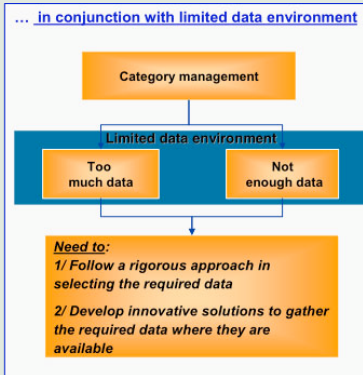 ... in conjunction with limited data environment
Category management
Limited data environment
Too
much data
Not
enough data
Need to:
1/ Follow a rigorous approach in
selecting the required data
2/ Develop innovative solutions to gather
the required data where they are
available